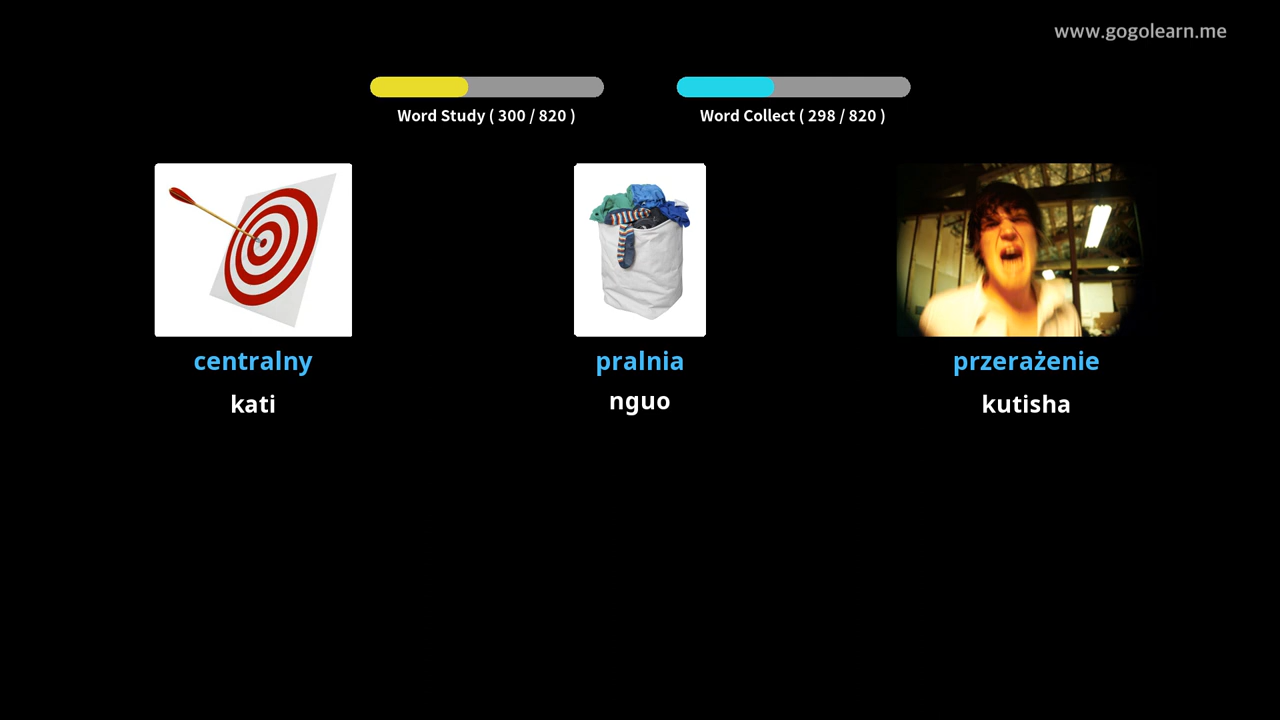 www.gogolearn.me
Word Study ( 300 / 820 )
Word Collect ( 298 / 820 )
centralny
pralnia
przerażenie
kati
nguo
kutisha